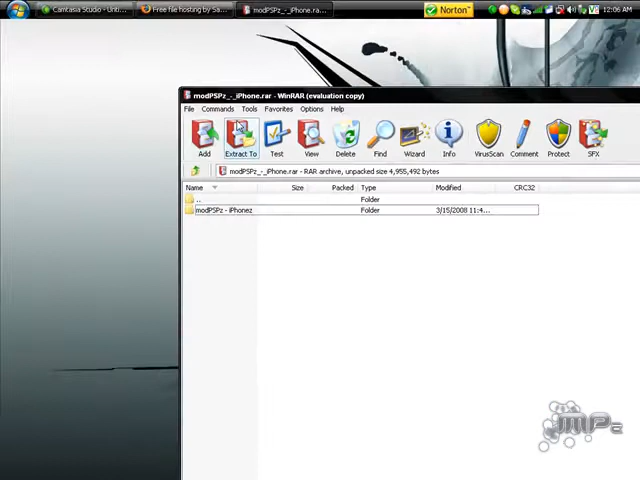 Camtasia Studio - Unti...
Free file hosting by Sa...
modPSPz_-_iPhone.ra...
Norton
12:06 AM
modPSPz_-_iPhone.rar - WinRAR (evaluation copy)
File Commands Tools Favorites Options Help
Add Extract To Test View Delete Find Wizard Info VirusScan Comment Protect SFX
modPSPz_-_iPhone.rar - RAR archive, unpacked size 4,955,492 bytes
Name Size Packed Type Modified CRC32
.. Folder
modPSPz - iPhonez Folder 3/15/2008 11:4...
MPz